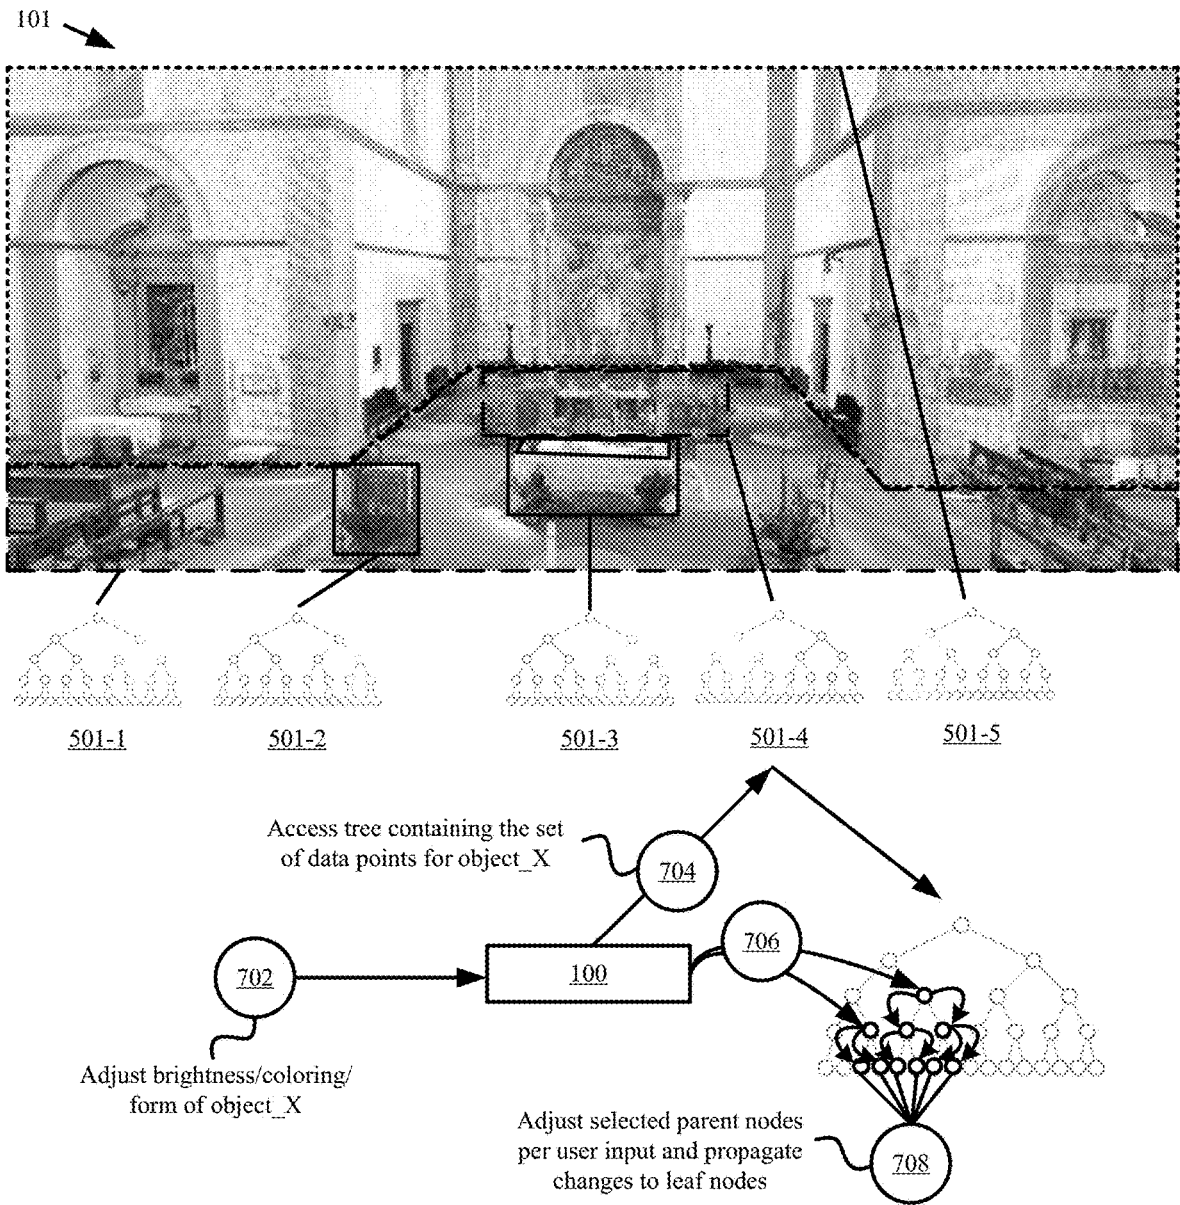 101
501-1
501-2
501-3
501-4
501-5
Access tree containing the set
of data points for object_X
704
706
702
100
Adjust brightness/coloring/
form of object_X
Adjust selected parent nodes
per user input and propagate
changes to leaf nodes
708